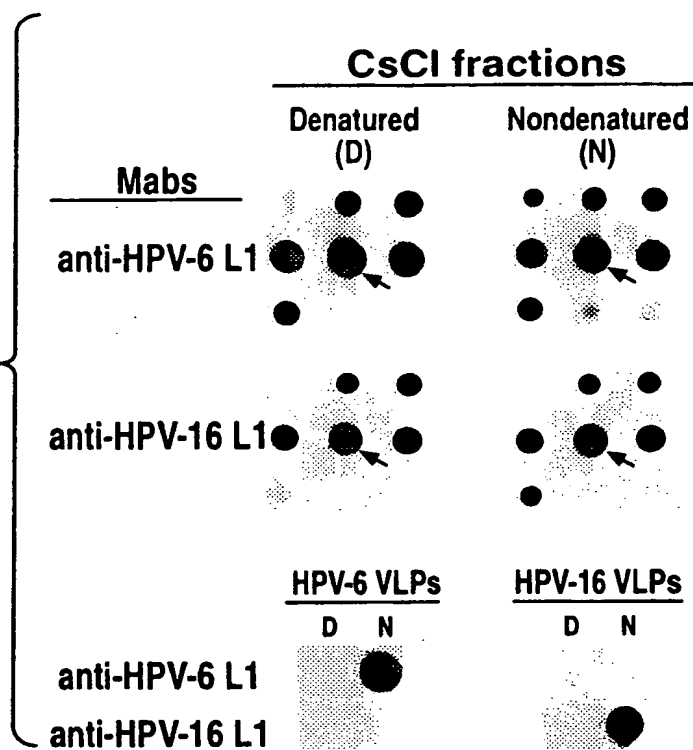 CsCl fractions
Denatured Nondenatured
(D) (N)
Mabs
anti-HPV-6 L1
anti-HPV-16 L1
HPV-6 VLPs HPV-16 VLPs
D N D N
anti-HPV-6 L1
anti-HPV-16 L1